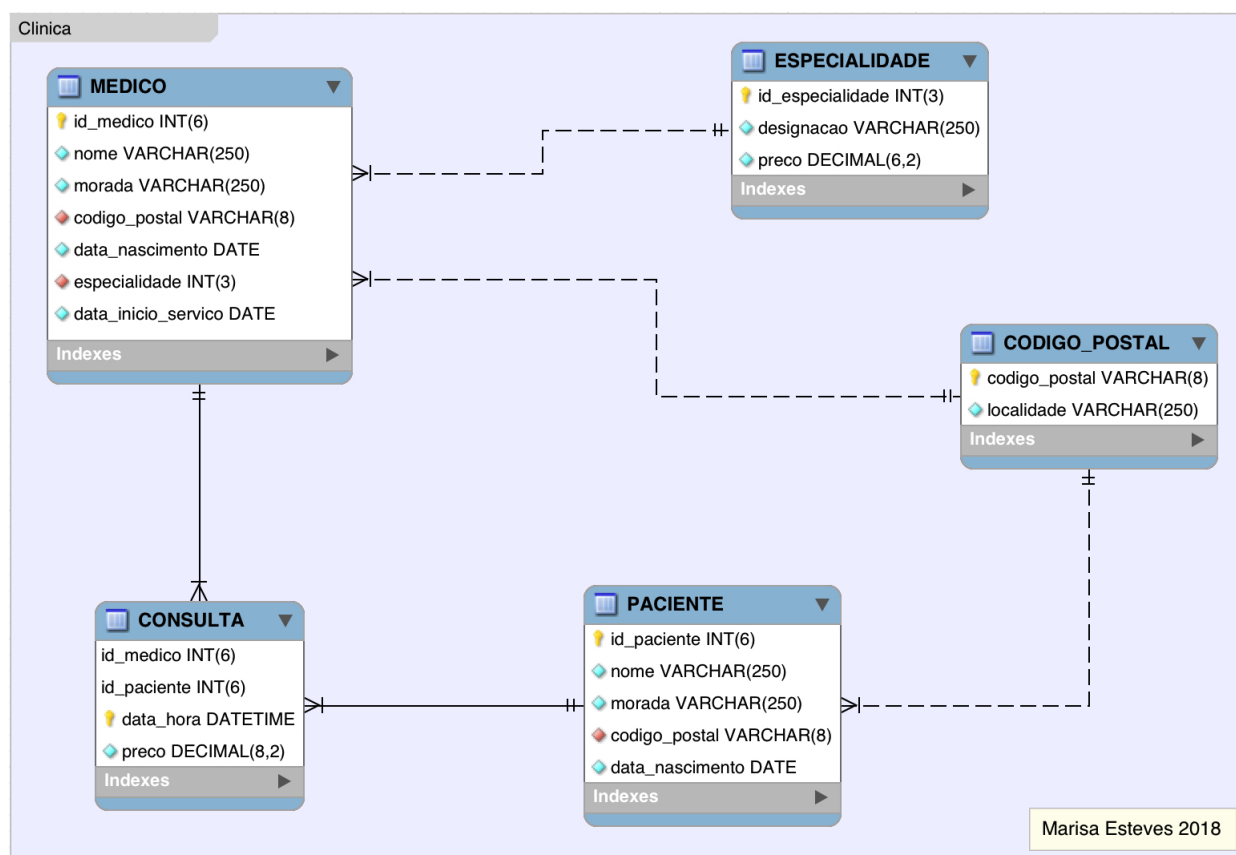 Clinica
MEDICO
id_medico INT(6)
nome VARCHAR(250)
morada VARCHAR(250)
codigo_postal VARCHAR(8)
data_nascimento DATE
especialidade INT(3)
data_inicio_servico DATE
Indexes
ESPECIALIDADE
id_especialidade INT(3)
designacao VARCHAR(250)
preco DECIMAL(6,2)
Indexes
CODIGO_POSTAL
codigo_postal VARCHAR(8)
localidade VARCHAR(250)
Indexes
CONSULTA
id_medico INT(6)
id_paciente INT(6)
data_hora DATETIME
preco DECIMAL(8,2)
Indexes
PACIENTE
id_paciente INT(6)
nome VARCHAR(250)
morada VARCHAR(250)
codigo_postal VARCHAR(8)
data_nascimento DATE
Indexes
Marisa Esteves 2018